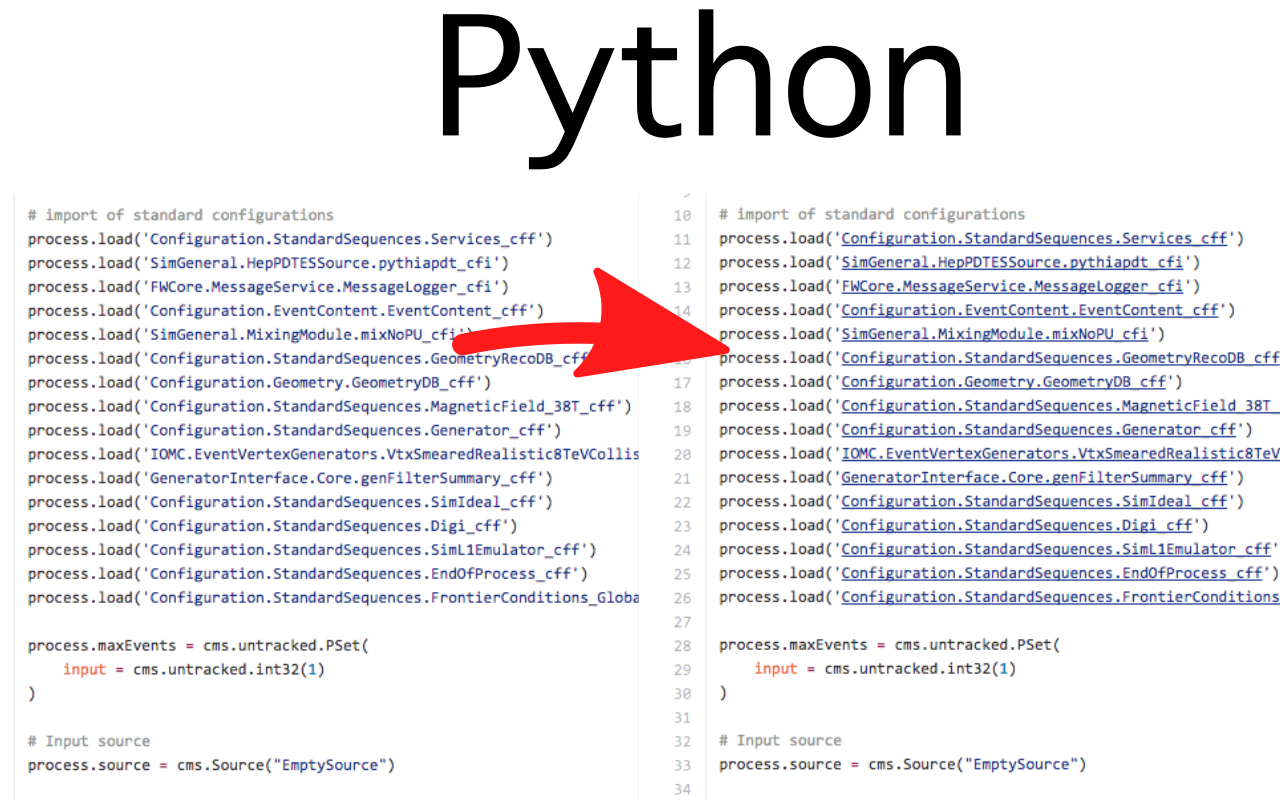 Python
# import of standard configurations
process.load('Configuration.StandardSequences.Services_cff')
process.load('SimGeneral.HepPDTESSource.pythiapdt_cfi')
process.load('FWCore.MessageService.MessageLogger_cfi')
process.load('Configuration.EventContent.EventContent_cff')
process.load('SimGeneral.MixingModule.mixNoPU_cfi')
process.load('Configuration.StandardSequences.GeometryRecoDB_cff
process.load('Configuration.Geometry.GeometryDB_cff')
process.load('Configuration.StandardSequences.MagneticField_38T_cff')
process.load('Configuration.StandardSequences.Generator_cff')
process.load('IOMC.EventVertexGenerators.VtxSmearedRealistic8TeVCollis
process.load('GeneratorInterface.Core.genFilterSummary_cff')
process.load('Configuration.StandardSequences.SimIdeal_cff')
process.load('Configuration.StandardSequences.Digi_cff')
process.load('Configuration.StandardSequences.SimL1Emulator_cff')
process.load('Configuration.StandardSequences.EndOfProcess_cff')
process.load('Configuration.StandardSequences.FrontierConditions_Globa
process.maxEvents = cms.untracked.PSet(
    input = cms.untracked.int32(1)
)
# Input source
process.source = cms.Source("EmptySource")
10 # import of standard configurations
11 process.load('Configuration.StandardSequences.Services_cff')
12 process.load('SimGeneral.HepPDTESSource.pythiapdt_cfi')
13 process.load('FWCore.MessageService.MessageLogger_cfi')
14 process.load('Configuration.EventContent.EventContent_cff')
process.load('SimGeneral.MixingModule.mixNoPU_cfi')
16 process.load('Configuration.StandardSequences.GeometryRecoDB_cff
17 process.load('Configuration.Geometry.GeometryDB_cff')
18 process.load('Configuration.StandardSequences.MagneticField_38T_
19 process.load('Configuration.StandardSequences.Generator_cff')
20 process.load('IOMC.EventVertexGenerators.VtxSmearedRealistic8TeV
21 process.load('GeneratorInterface.Core.genFilterSummary_cff')
22 process.load('Configuration.StandardSequences.SimIdeal_cff')
23 process.load('Configuration.StandardSequences.Digi_cff')
24 process.load('Configuration.StandardSequences.SimL1Emulator_cff'
25 process.load('Configuration.StandardSequences.EndOfProcess_cff')
26 process.load('Configuration.StandardSequences.FrontierConditions
27
28 process.maxEvents = cms.untracked.PSet(
29     input = cms.untracked.int32(1)
30 )
31
32 # Input source
33 process.source = cms.Source("EmptySource")
34